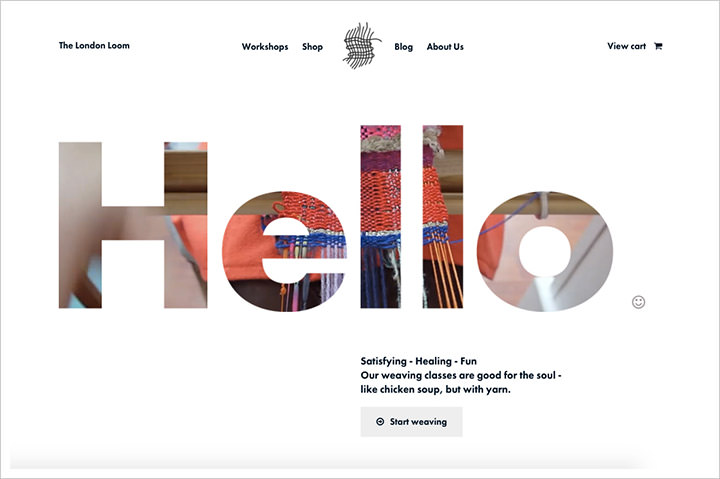 The London Loom
Workshops Shop Blog About Us
View cart
Hello
Satisfying - Healing - Fun
Our weaving classes are good for the soul -
like chicken soup, but with yarn.
Start weaving